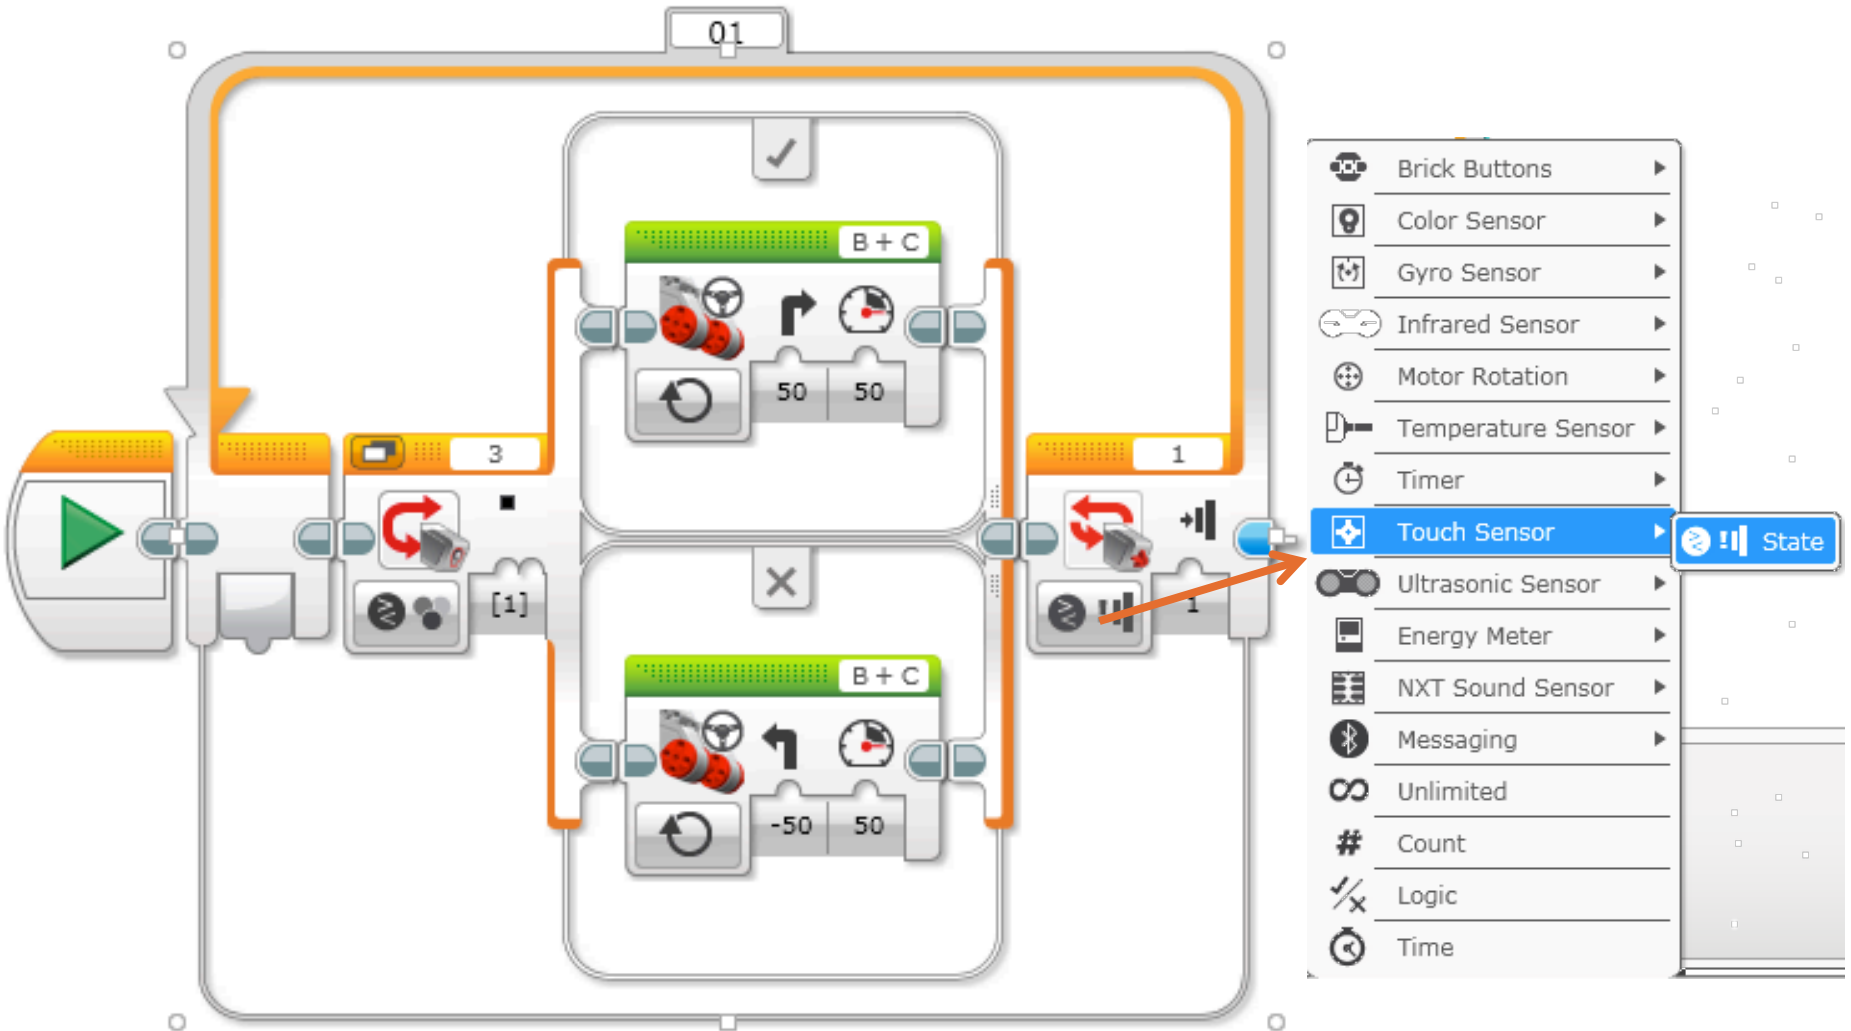 01
B + C
50 50
3
[1]
1
1
B + C
-50 50
Brick Buttons
Color Sensor
Gyro Sensor
Infrared Sensor
Motor Rotation
Temperature Sensor
Timer
Touch Sensor
State
Ultrasonic Sensor
Energy Meter
NXT Sound Sensor
Messaging
Unlimited
# Count
Logic
Time